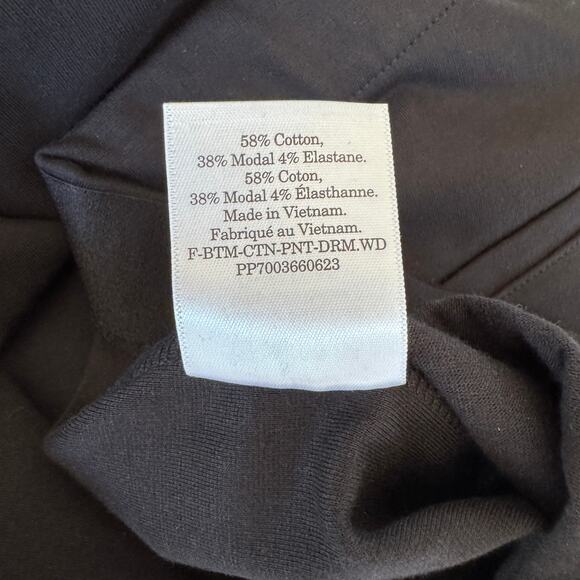 58% Cotton,
38% Modal 4% Elastane.
58% Coton,
38% Modal 4% Élasthanne.
Made in Vietnam.
Fabriqué au Vietnam.
F-BTM-CTN-PNT-DRM.WD
PP7003660623